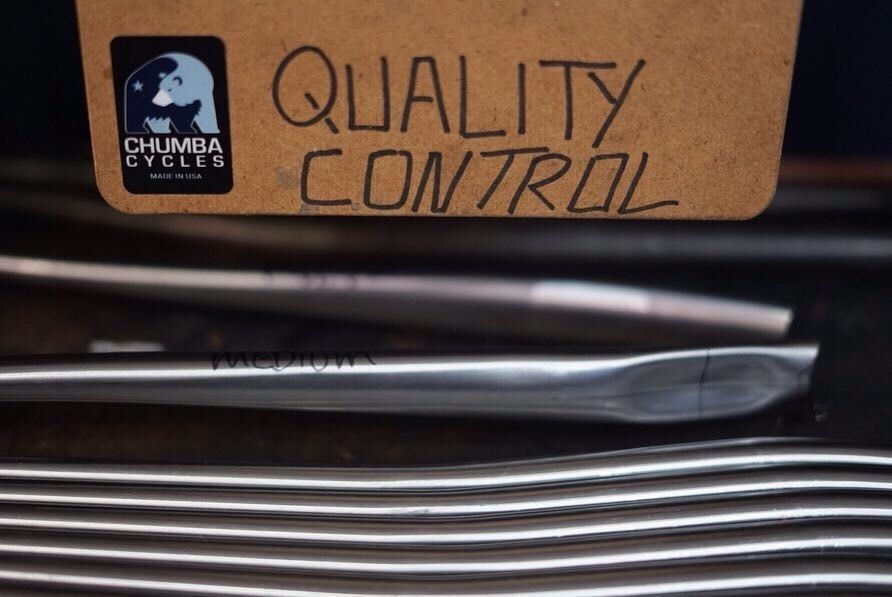 QUALITY
CONTROL
CHUMBA
CYCLES
MADE IN USA
MEDIUM